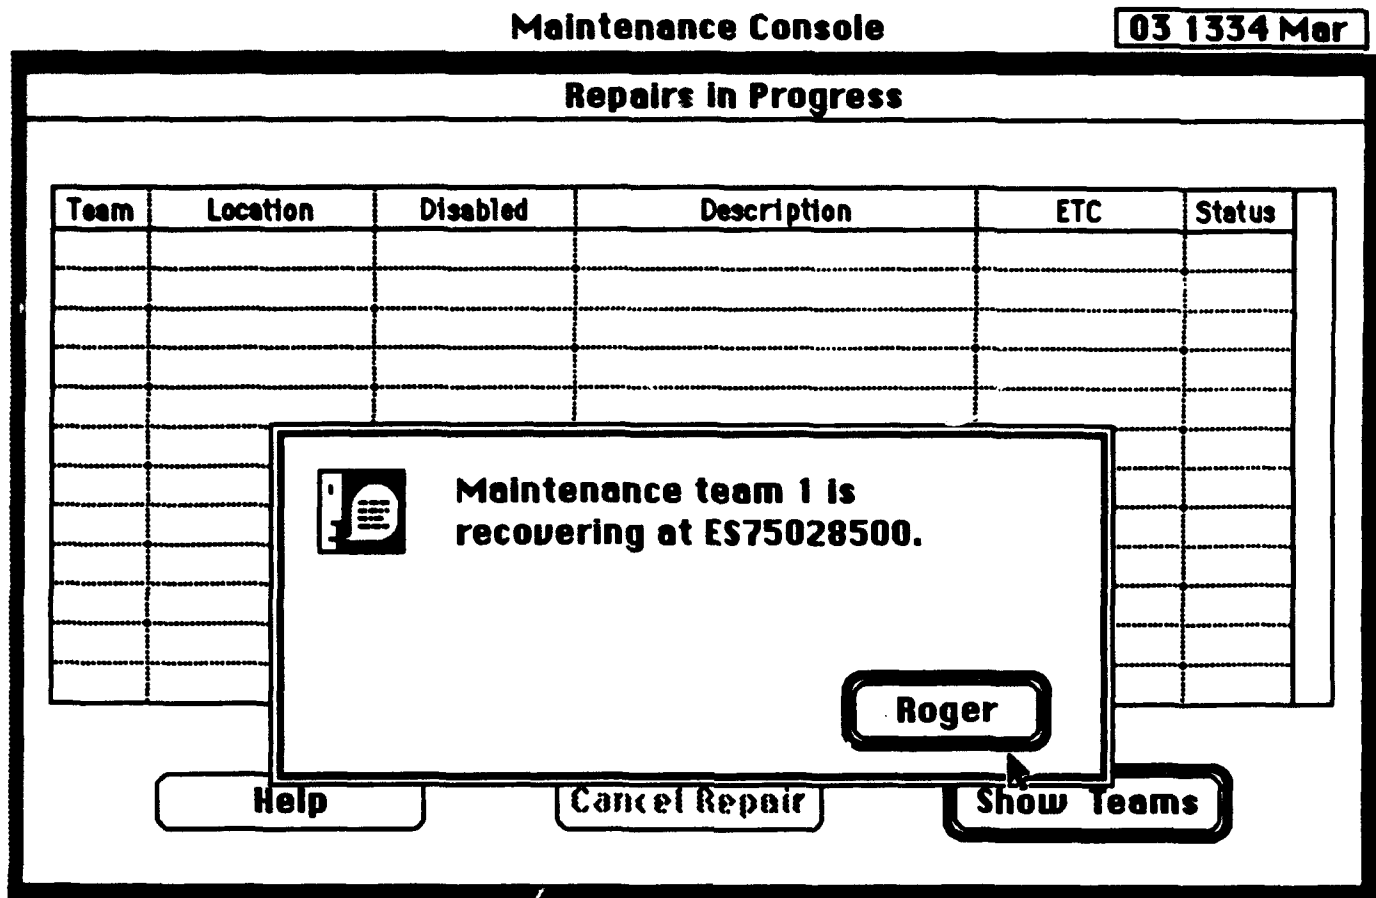 Maintenance Console
03 1334 Mar
Repairs in Progress
Team Location Disabled Description ETC Status
Maintenance team 1 is
recovering at ES75028500.
Roger
Help Cancel Repair Show Teams